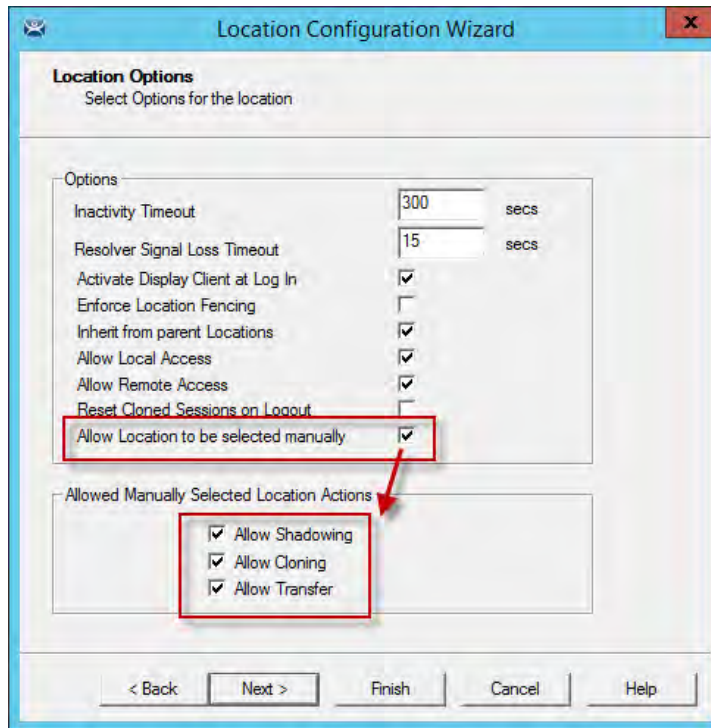 Location Configuration Wizard
x
Location Options
Select Options for the location
Options
Inactivity Timeout 300 secs
Resolver Signal Loss Timeout 15 secs
Activate Display Client at Log In
Enforce Location Fencing
Inherit from parent Locations
Allow Local Access
Allow Remote Access
Reset Cloned Sessions on Logout
Allow Location to be selected manually
Allowed Manually Selected Location Actions
Allow Shadowing
Allow Cloning
Allow Transfer
< Back Next > Finish Cancel Help